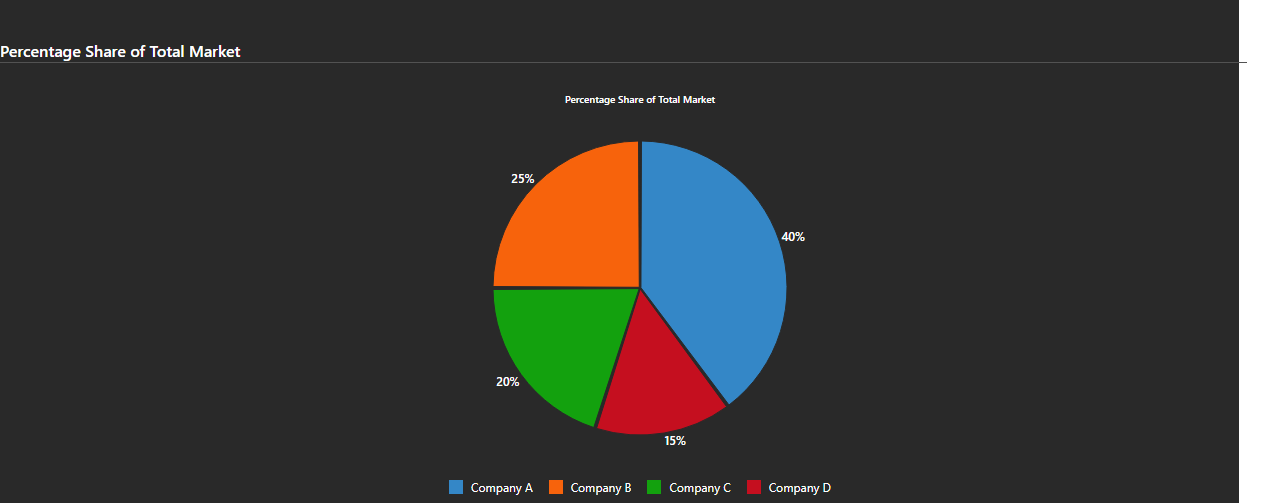 Percentage Share of Total Market
Percentage Share of Total Market
25%
40%
20%
15%
Company A
Company B
Company C
Company D